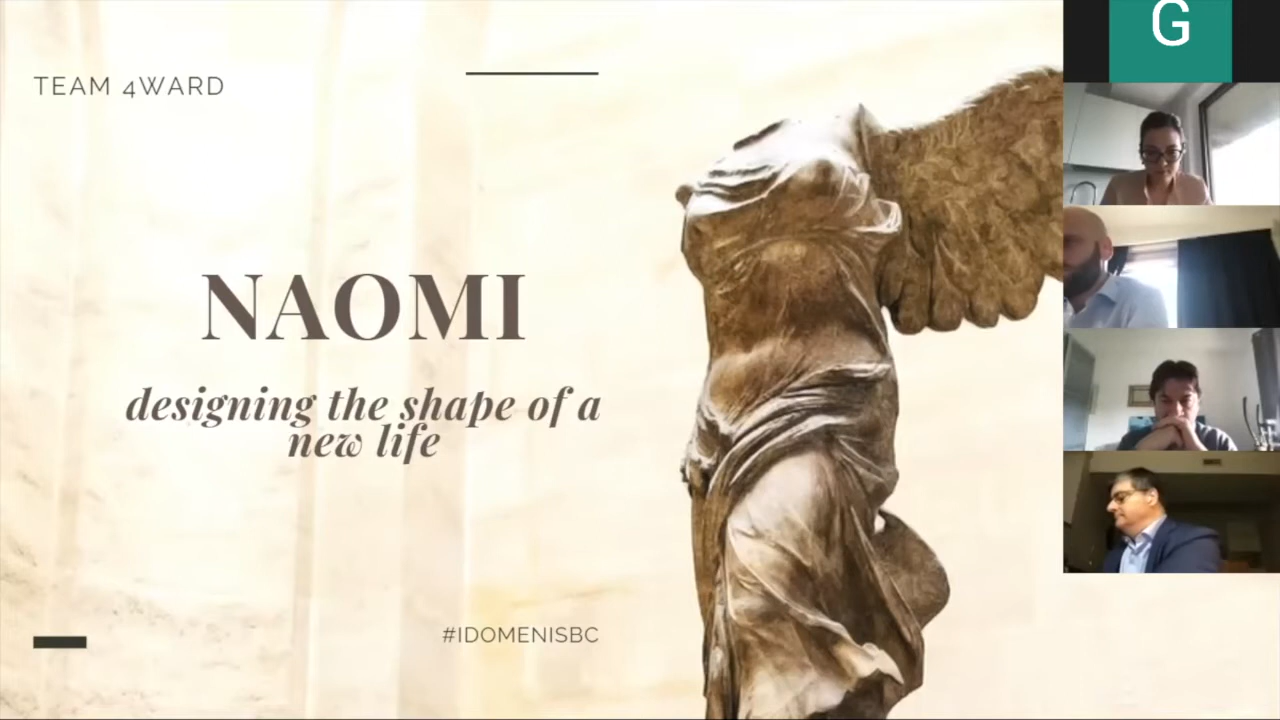 TEAM 4WARD
NAOMI
designing the shape of a
new life
#IDOMENISBC
G